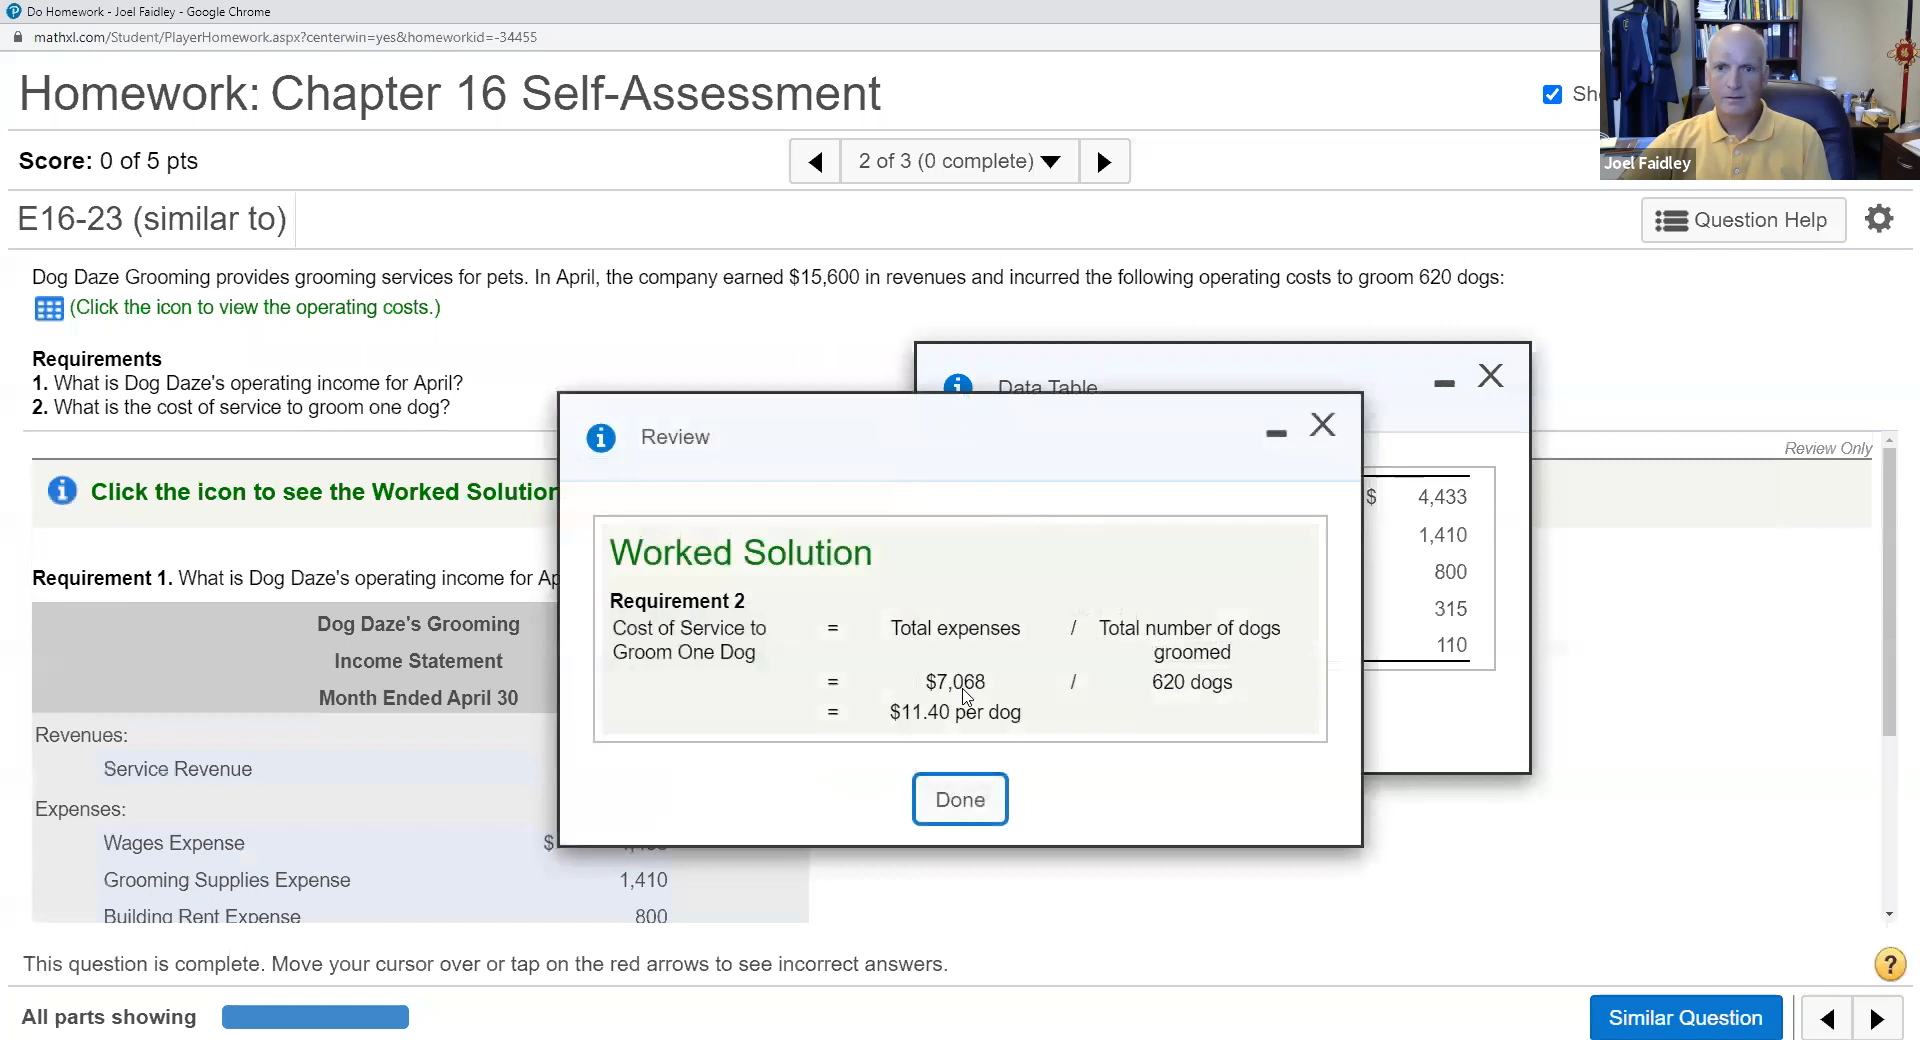 Do Homework - Joel Faidley - Google Chrome
mathxl.com/Student/PlayerHomework.aspx?centerwin=yes&homeworkid=-34455
Homework: Chapter 16 Self-Assessment
Joel Faidley
Score: 0 of 5 pts
2 of 3 (0 complete)
E16-23 (similar to)
Question Help
Dog Daze Grooming provides grooming services for pets. In April, the company earned $15,600 in revenues and incurred the following operating costs to groom 620 dogs:
(Click the icon to view the operating costs.)
Requirements
1. What is Dog Daze's operating income for April?
2. What is the cost of service to groom one dog?
Data Table
$ 4,433
1,410
800
315
110
Review
Worked Solution
Requirement 2
Cost of Service to Groom One Dog = Total expenses / Total number of dogs groomed
= $7,068 / 620 dogs
= $11.40 per dog
Done
Review Only
Click the icon to see the Worked Solution
Requirement 1. What is Dog Daze's operating income for
Dog Daze's Grooming
Income Statement
Month Ended April 30
Revenues:
Service Revenue
Expenses:
Wages Expense $
Grooming Supplies Expense 1,410
Building Rent Expense 800
This question is complete. Move your cursor over or tap on the red arrows to see incorrect answers.
?
All parts showing
Similar Question